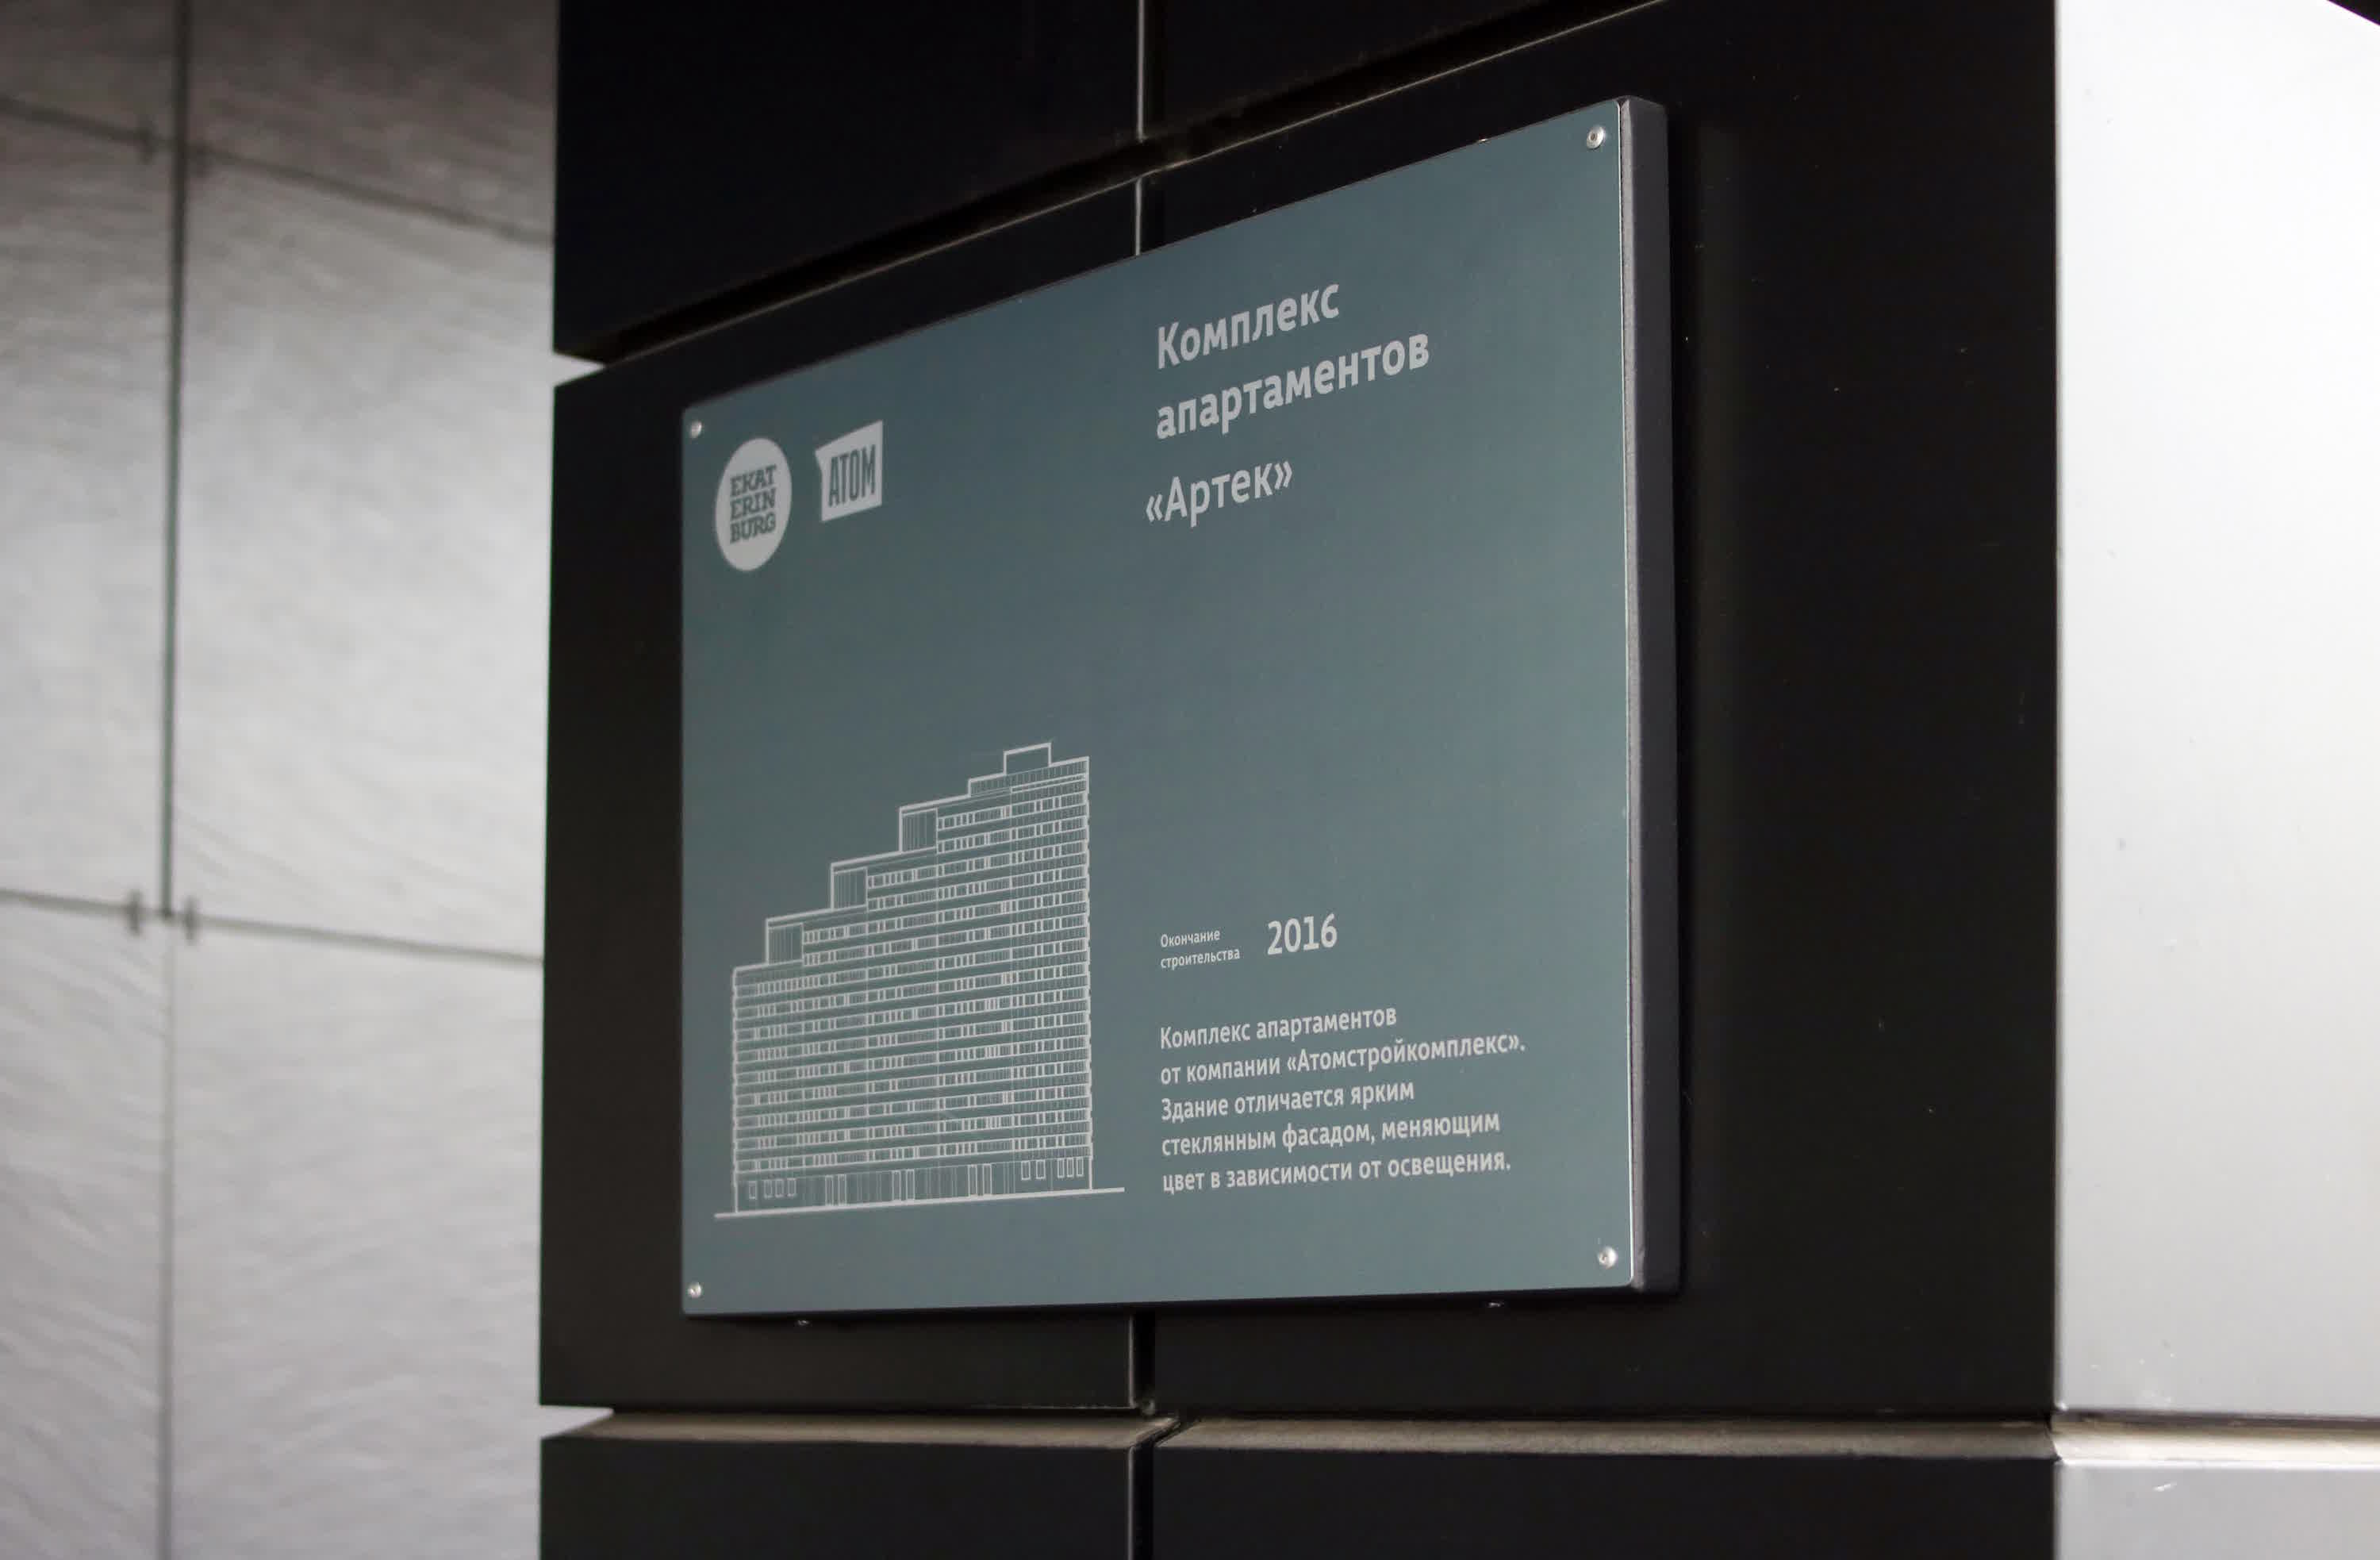 EKAT
ERIN
BURG
АТОМ
Комплекс
апартаментов
«Артек»
Окончание
строительства
2016
Комплекс апартаментов
от компании «Атомстройкомплекс».
Здание отличается ярким
стеклянным фасадом, меняющим
цвет в зависимости от освещения.